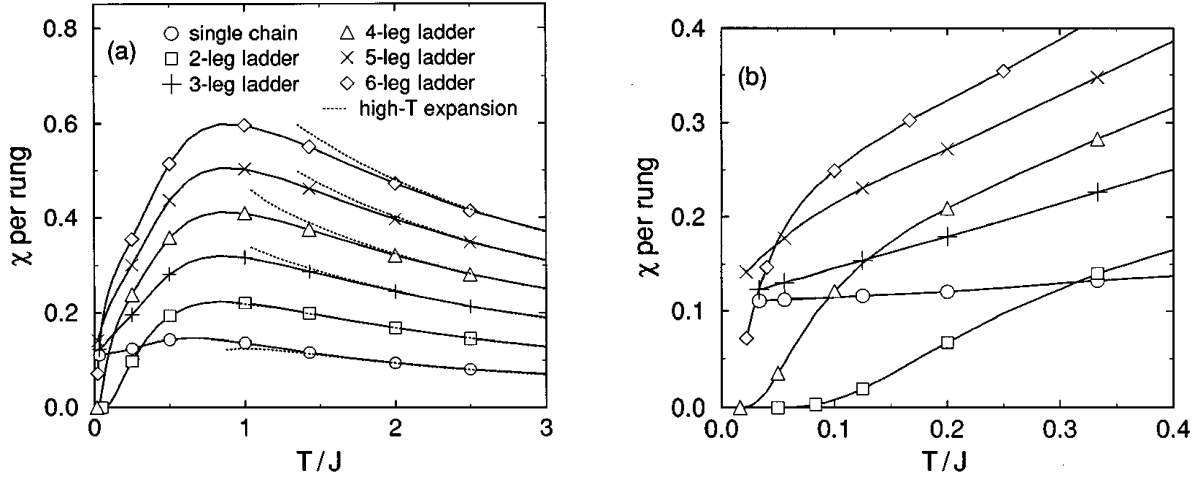 0.8
0.6
0.4
0.2
0.0
χ per rung
(a)
single chain
2-leg ladder
3-leg ladder
4-leg ladder
5-leg ladder
6-leg ladder
high-T expansion
0 1 2 3
T / J
0.4
0.3
0.2
0.1
0.0
χ per rung
(b)
0.0 0.1 0.2 0.3 0.4
T / J